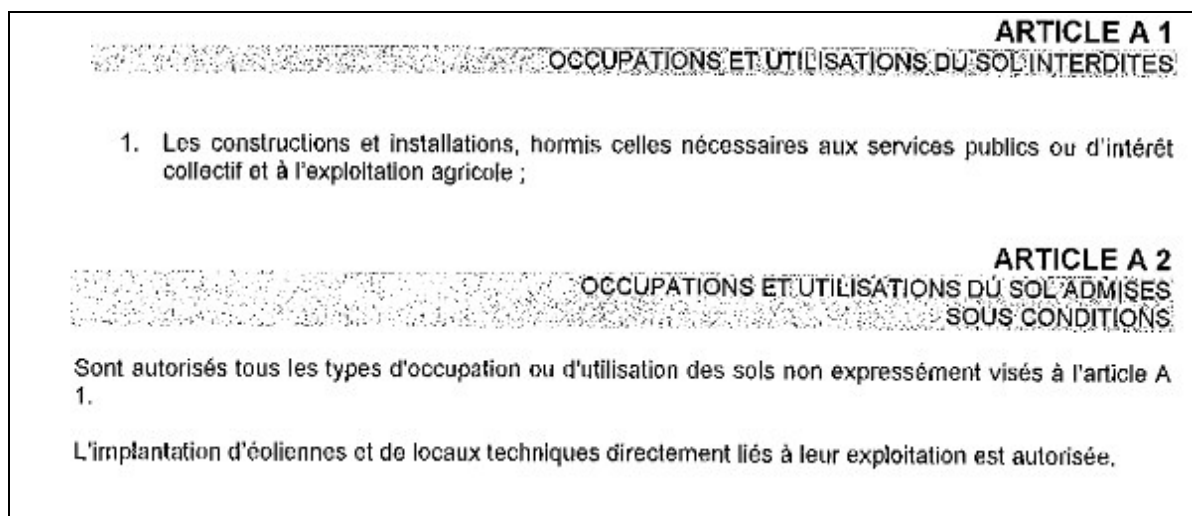 ARTICLE A 1
OCCUPATIONS ET UTILISATIONS DU SOL INTERDITES
1. Les constructions et installations, hormis celles nécessaires aux services publics ou d'intérêt
collectif et à l'exploitation agricole ;
ARTICLE A 2
OCCUPATIONS ET UTILISATIONS DU SOL ADMISES
SOUS CONDITIONS
Sont autorisés tous les types d'occupation ou d'utilisation des sols non expressément visés à l'article A
1.
L'implantation d'éoliennes et de locaux techniques directement liés à leur exploitation est autorisée.